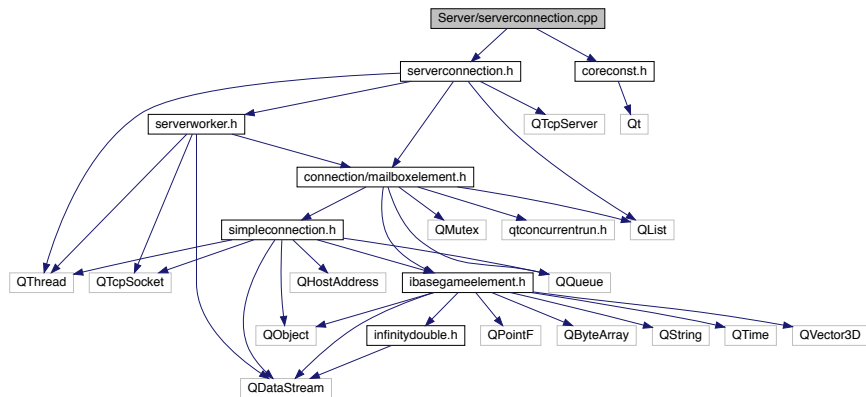 Server/serverconnection.cpp
serverconnection.h
coreconst.h
serverworker.h
QTcpServer
Qt
connection/mailboxelement.h
simpleconnection.h
QMutex
qtconcurrentrun.h
QList
QThread
QTcpSocket
QHostAddress
ibasegameelement.h
QQueue
QObject
infinitydouble.h
QPointF
QByteArray
QString
QTime
QVector3D
QDataStream